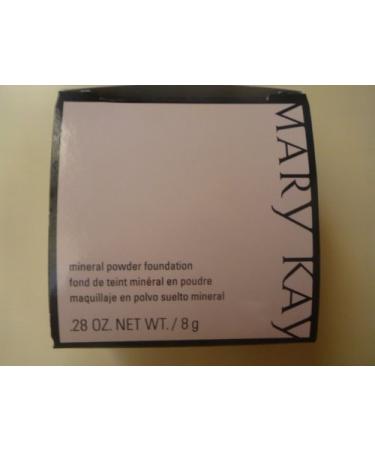 MARY KAY
mineral powder foundation
fond de teint minéral en poudre
maquillaje en polvo suelto mineral
.28 OZ. NET WT. / 8 g